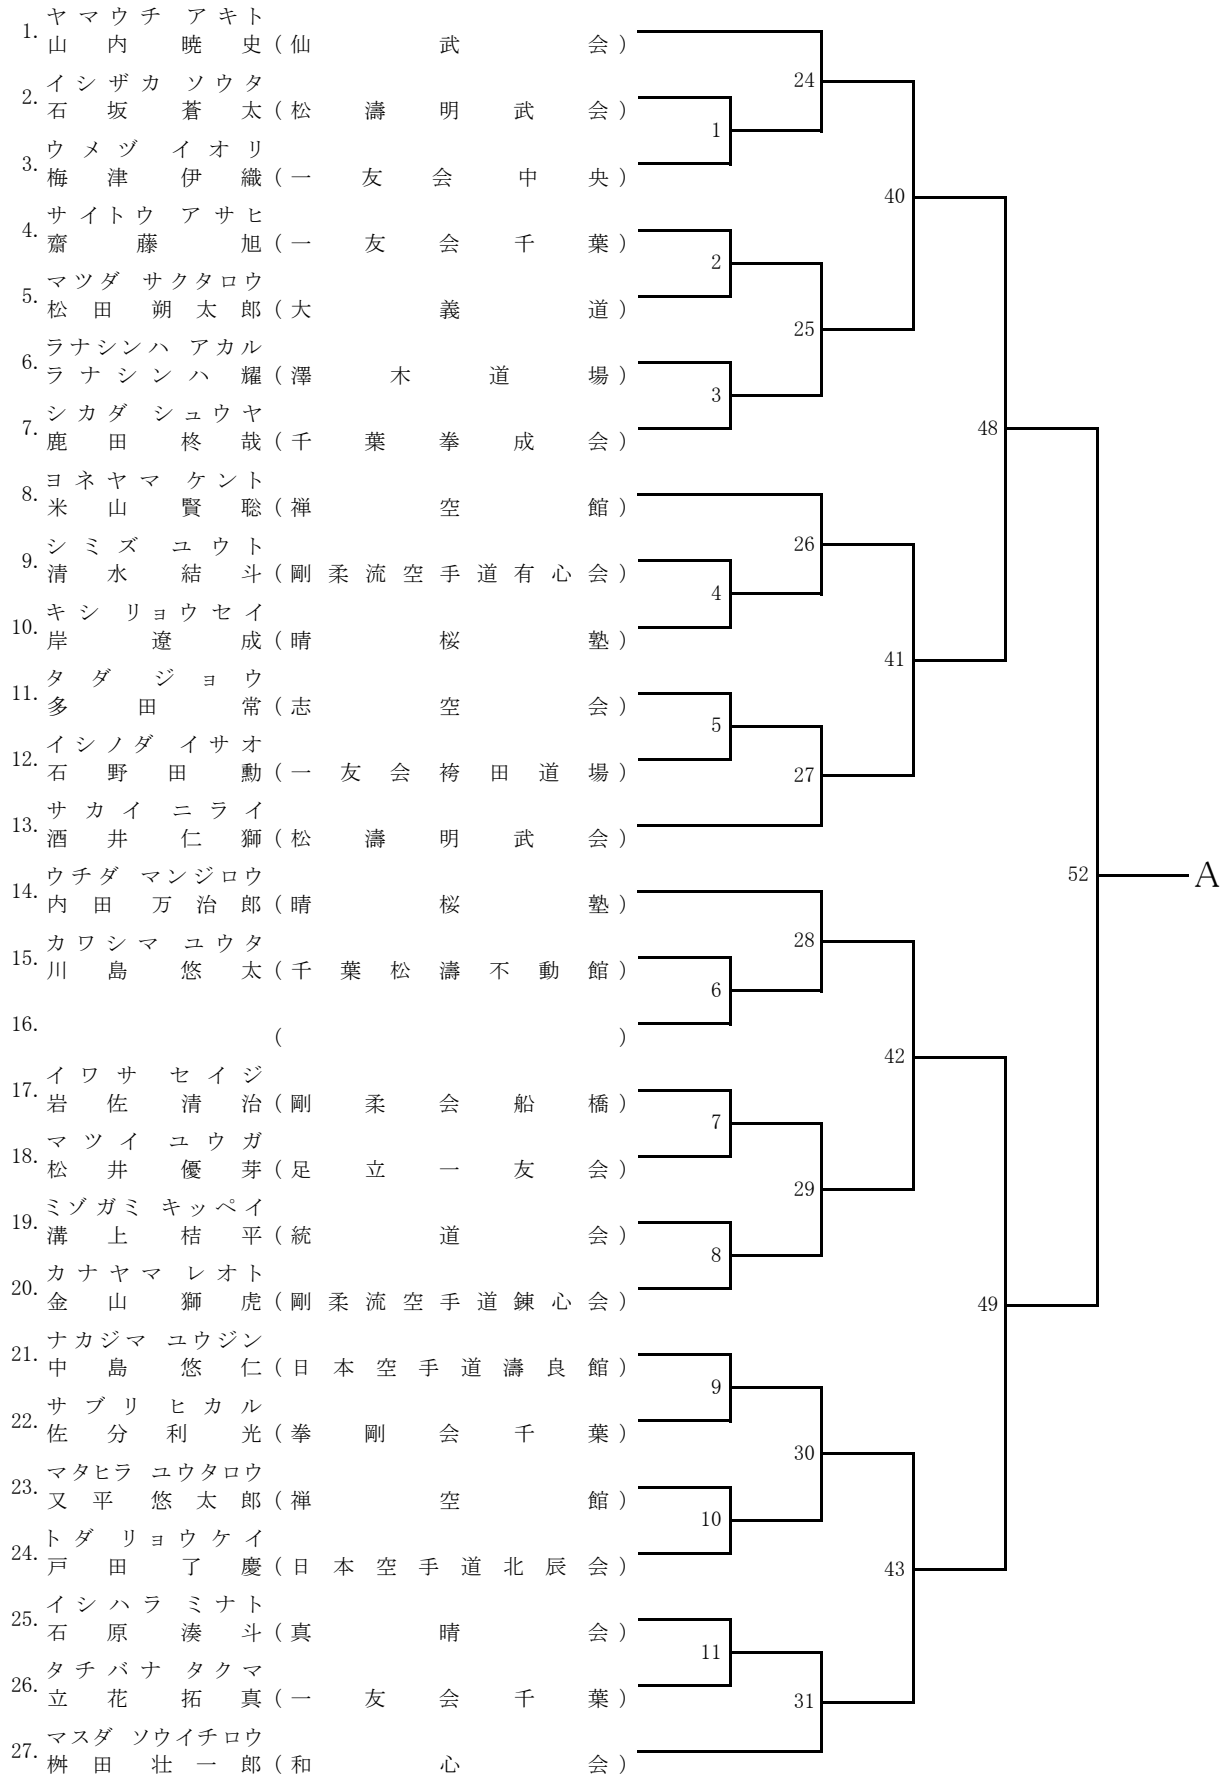 ヤマウチ アキト
1. 山内暁史(仙武会)
24
イシザカ ソウタ
2. 石坂蒼太(松濤明武会)
1
ウメヅ イオリ
3. 梅津伊織(一友会中央)
40
サイトウ アサヒ
4. 齋藤旭(一友会千葉)
2
マツダ サクタロウ
5. 松田朔太郎(大義道)
25
ラナシンハ アカル
6. ラナシンハ耀(澤木道場)
3
シカダ シュウヤ
7. 鹿田柊哉(千葉拳成会)
48
ヨネヤマ ケント
8. 米山賢聡(禅空館)
26
シミズ ユウト
9. 清水結斗(剛柔流空手道有心会)
4
キシ リョウセイ
10. 岸遼成(晴桜塾)
41
タダ ジョウ
11. 多田常(志空会)
5
イシノダ イサオ
12. 石野田勲(一友会袴田道場)
27
サカイ ニライ
13. 酒井仁獅(松濤明武会)
52 A
ウチダ マンジロウ
14. 内田万治郎(晴桜塾)
28
カワシマ ユウタ
15. 川島悠太(千葉松濤不動館)
6
16. ( )
42
イワサ セイジ
17. 岩佐清治(剛柔会船橋)
7
マツイ ユウガ
18. 松井優芽(足立一友会)
29
ミゾガミ キッペイ
19. 溝上桔平(統道会)
8
カナヤマ レオト
20. 金山獅虎(剛柔流空手道錬心会)
49
ナカジマ ユウジン
21. 中島悠仁(日本空手道濤良館)
9
サブリ ヒカル
22. 佐分利光(拳剛会千葉)
30
マタヒラ ユウタロウ
23. 又平悠太郎(禅空館)
10
トダ リョウケイ
24. 戸田了慶(日本空手道北辰会)
43
イシハラ ミナト
25. 石原湊斗(真晴会)
11
タチバナ タクマ
26. 立花拓真(一友会千葉)
31
マスダ ソウイチロウ
27. 桝田壮一郎(和心会)